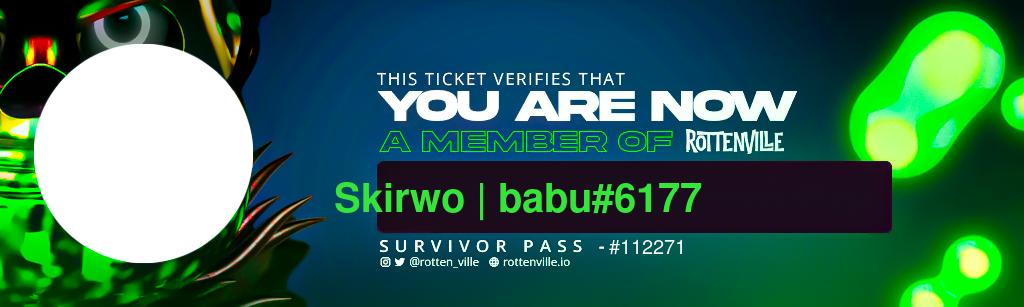 THIS TICKET VERIFIES THAT
YOU ARE NOW
A MEMBER OF ROTTENVILLE
Skirwo | babu#6177
SURVIVOR PASS - #112271
@rotten_ville rottenville.io